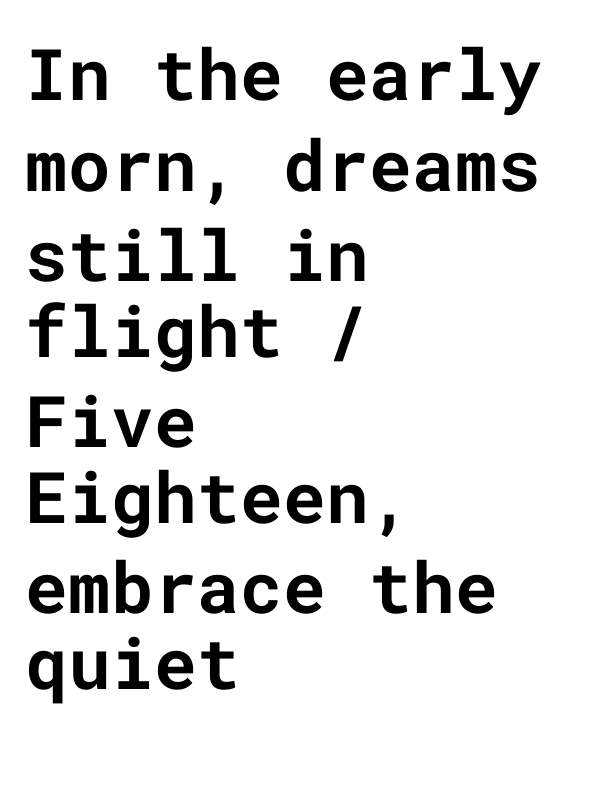 In the early
morn, dreams
still in
flight /
Five
Eighteen,
embrace the
quiet